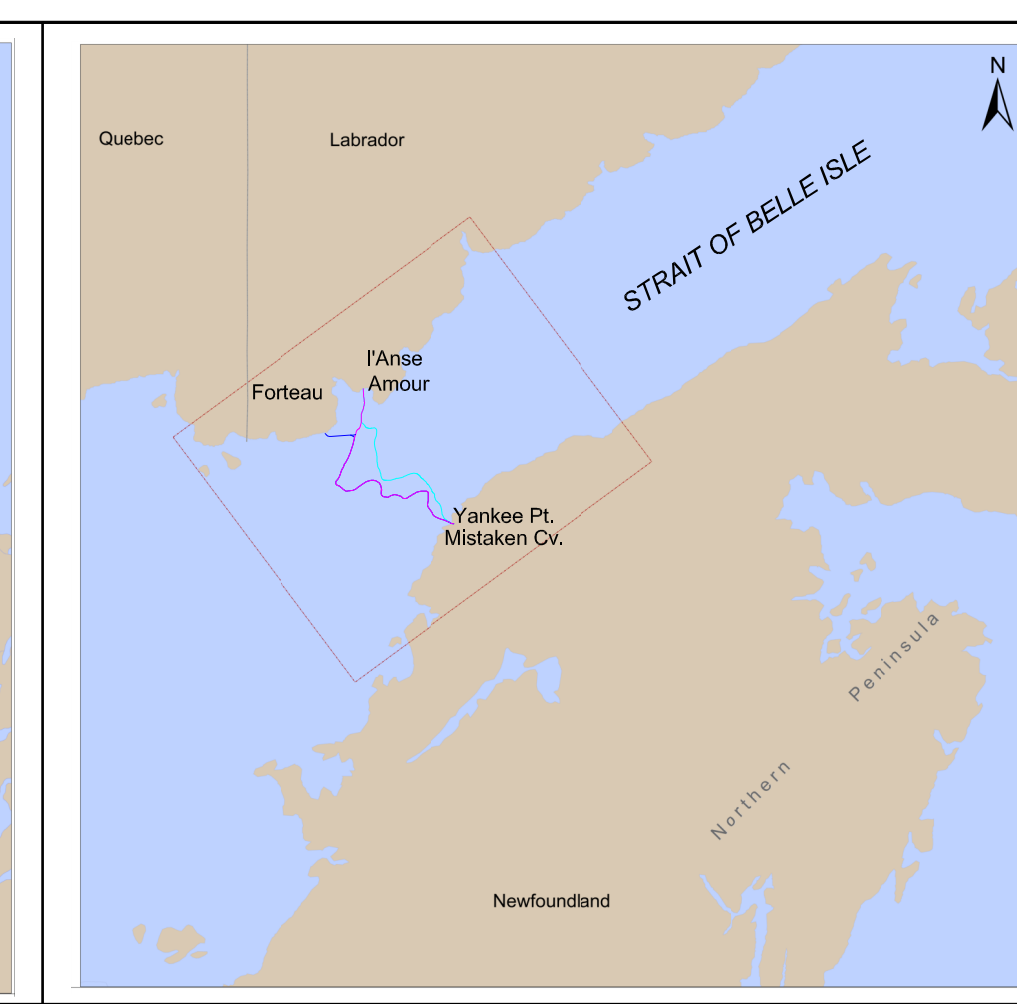 N
Quebec
Labrador
STRAIT OF BELLE ISLE
l'Anse
Amour
Forteau
Yankee Pt.
Mistaken Cv.
Peninsula
Northern
Newfoundland